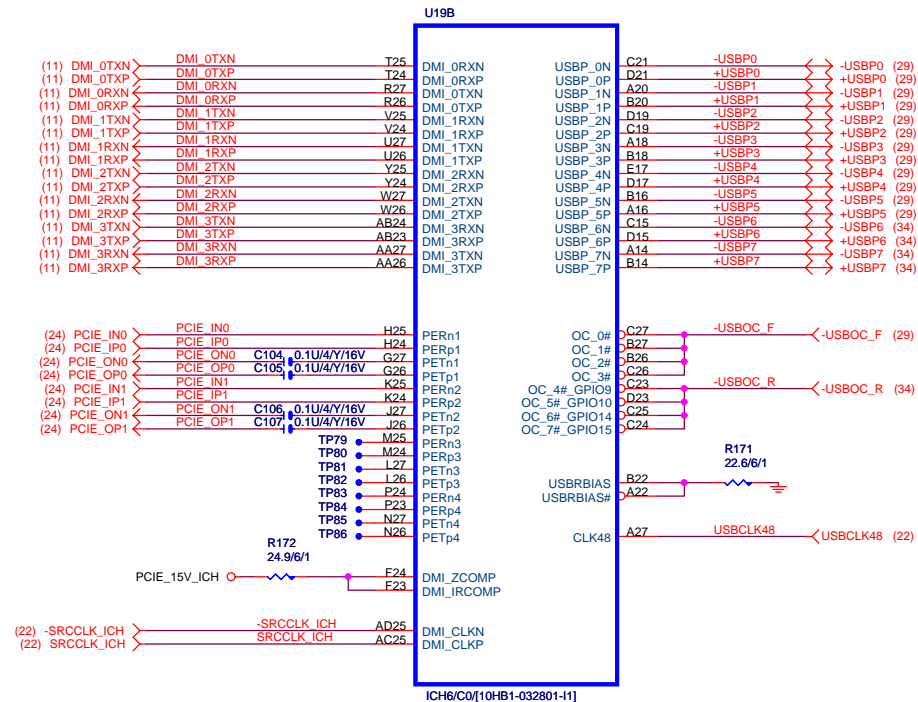 U19B
(11) DMI_0TXN DMI_0TXN T25 DMI_0RXN USBP_0N C21 -USBP0 -USBP0 (29)
(11) DMI_0TXP DMI_0TXP T24 DMI_0RXP USBP_0P D21 +USBP0 +USBP0 (29)
(11) DMI_0RXN DMI_0RXN R27 DMI_0TXN USBP_1N A20 -USBP1 -USBP1 (29)
(11) DMI_0RXP DMI_0RXP R26 DMI_0TXP USBP_1P B20 +USBP1 +USBP1 (29)
(11) DMI_1TXN DMI_1TXN V25 DMI_1RXN USBP_2N D19 -USBP2 -USBP2 (29)
(11) DMI_1TXP DMI_1TXP V24 DMI_1RXP USBP_2P C19 +USBP2 +USBP2 (29)
(11) DMI_1RXN DMI_1RXN U27 DMI_1TXN USBP_3N A18 -USBP3 -USBP3 (29)
(11) DMI_1RXP DMI_1RXP U26 DMI_1TXP USBP_3P B18 +USBP3 +USBP3 (29)
(11) DMI_2TXN DMI_2TXN Y25 DMI_2RXN USBP_4N E17 -USBP4 -USBP4 (29)
(11) DMI_2TXP DMI_2TXP Y24 DMI_2RXP USBP_4P D17 +USBP4 +USBP4 (29)
(11) DMI_2RXN DMI_2RXN W27 DMI_2TXN USBP_5N B16 -USBP5 -USBP5 (29)
(11) DMI_2RXP DMI_2RXP W26 DMI_2TXP USBP_5P A16 +USBP5 +USBP5 (29)
(11) DMI_3TXN DMI_3TXN AB24 DMI_3RXN USBP_6N C15 -USBP6 -USBP6 (34)
(11) DMI_3TXP DMI_3TXP AB23 DMI_3RXP USBP_6P D15 +USBP6 +USBP6 (34)
(11) DMI_3RXN DMI_3RXN AA27 DMI_3TXN USBP_7N A14 -USBP7 -USBP7 (34)
(11) DMI_3RXP DMI_3RXP AA26 DMI_3TXP USBP_7P B14 +USBP7 +USBP7 (34)
(24) PCIE_IN0 PCIE_IN0 H25 PERn1 OC_0# C27 -USBOC_F -USBOC_F (29)
(24) PCIE_IP0 PCIE_IP0 H24 PERp1 OC_1# B27
(24) PCIE_ON0 PCIE_ON0 C104 0.1U/4/Y/16V G27 PETn1 OC_2# B26
(24) PCIE_OP0 PCIE_OP0 C105 0.1U/4/Y/16V G26 PETp1 OC_3# C26
(24) PCIE_IN1 PCIE_IN1 K25 PERn2 OC_4#_GPIO9 C23 -USBOC_R -USBOC_R (34)
(24) PCIE_IP1 PCIE_IP1 K24 PERp2 OC_5#_GPIO10 D23
(24) PCIE_ON1 PCIE_ON1 C106 0.1U/4/Y/16V J27 PETn2 OC_6#_GPIO14 C25
(24) PCIE_OP1 PCIE_OP1 C107 0.1U/4/Y/16V J26 PETp2 OC_7#_GPIO15 C24
TP79 M25 PERn3
TP80 M24 PERp3
R171
TP81 L27 PETn3
22.6/6/1
TP82 L26 PETp3 USBRBIAS B22
TP83 P24 PERn4 USBRBIAS# A22
TP84 P23 PERp4
TP85 N27 PETn4
TP86 N26 PETp4 CLK48 A27 USBCLK48 USBCLK48 (22)
R172
24.9/6/1
PCIE_15V_ICH F24 DMI_ZCOMP
F23 DMI_IRCOMP
(22) -SRCCLK_ICH -SRCCLK_ICH AD25 DMI_CLKN
(22) SRCCLK_ICH SRCCLK_ICH AC25 DMI_CLKP
ICH6/C0/[10HB1-032801-I1]